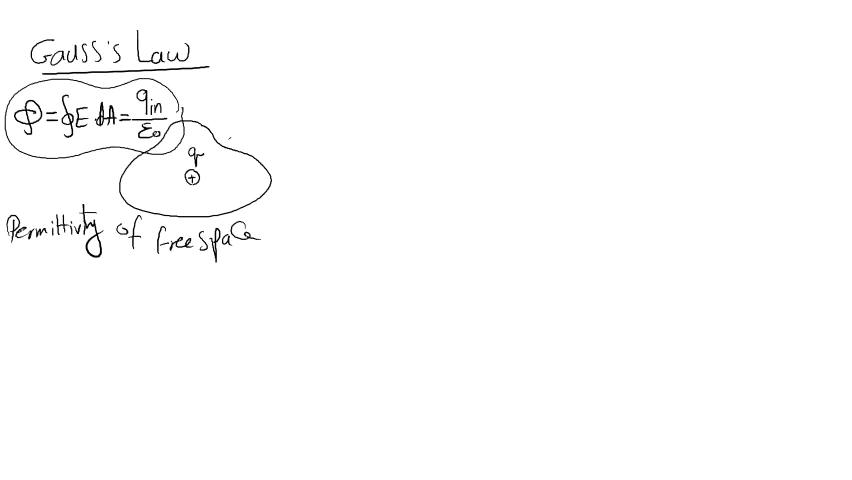 Gauss's Law
Φ = ∮E dA = q_in/ε₀
q
+
Permittivity of free space